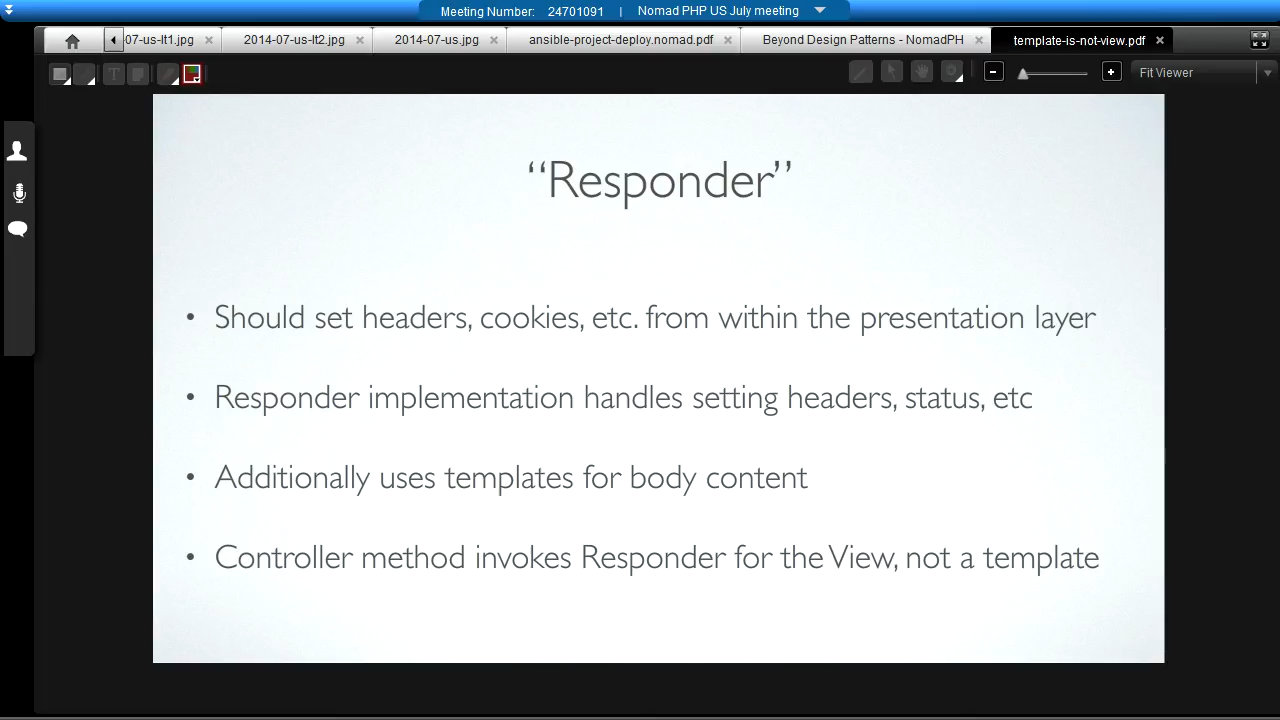 Meeting Number: 24701091 | Nomad PHP US July meeting
07-us-lt1.jpg 2014-07-us-lt2.jpg 2014-07-us.jpg ansible-project-deploy.nomad.pdf Beyond Design Patterns - NomadPH template-is-not-view.pdf
T Fit Viewer
“Responder”
• Should set headers, cookies, etc. from within the presentation layer
• Responder implementation handles setting headers, status, etc
• Additionally uses templates for body content
• Controller method invokes Responder for the View, not a template